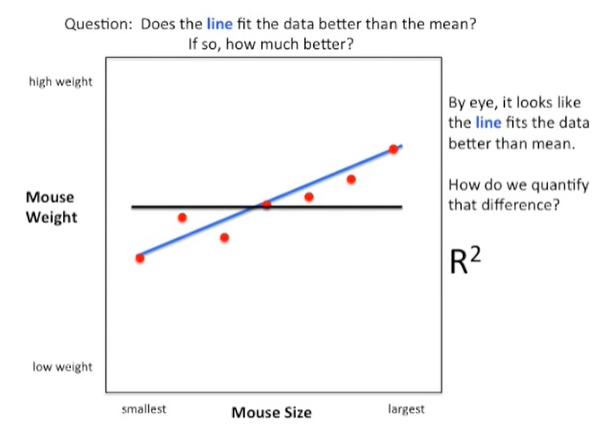 Question: Does the line fit the data better than the mean?
If so, how much better?
high weight
By eye, it looks like
the line fits the data
better than mean.
How do we quantify
that difference?
R²
Mouse
Weight
low weight
smallest
Mouse Size
largest